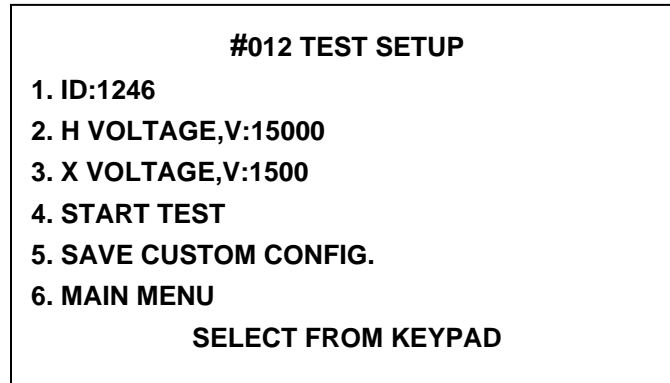 #012 TEST SETUP
1. ID:1246
2. H VOLTAGE,V:15000
3. X VOLTAGE,V:1500
4. START TEST
5. SAVE CUSTOM CONFIG.
6. MAIN MENU
SELECT FROM KEYPAD